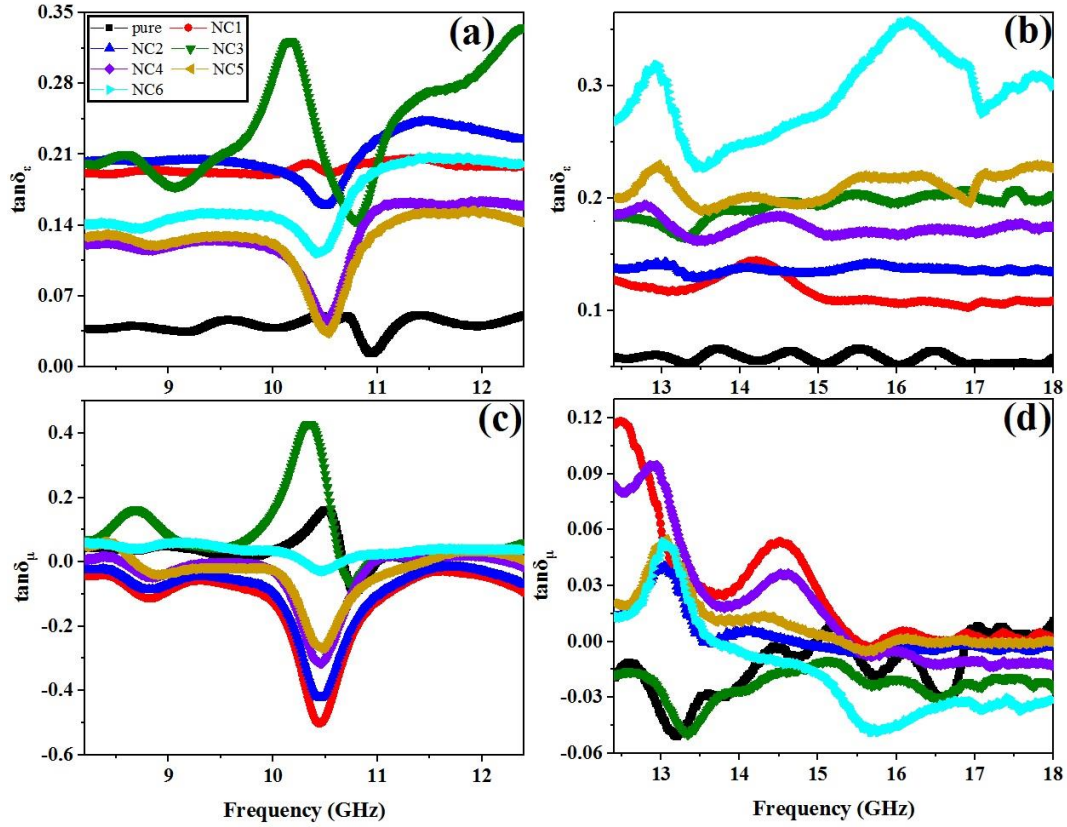 0.35
0.28
0.21
0.14
0.07
0.00
tanδε
pure NC1
NC2 NC3
NC4 NC5
NC6
(a)
9 10 11 12
0.3
0.2
0.1
tanδε
(b)
13 14 15 16 17 18
0.4
0.2
0.0
-0.2
-0.4
-0.6
tanδμ
(c)
9 10 11 12
Frequency (GHz)
0.12
0.09
0.06
0.03
0.00
-0.03
-0.06
tanδμ
(d)
13 14 15 16 17 18
Frequency (GHz)